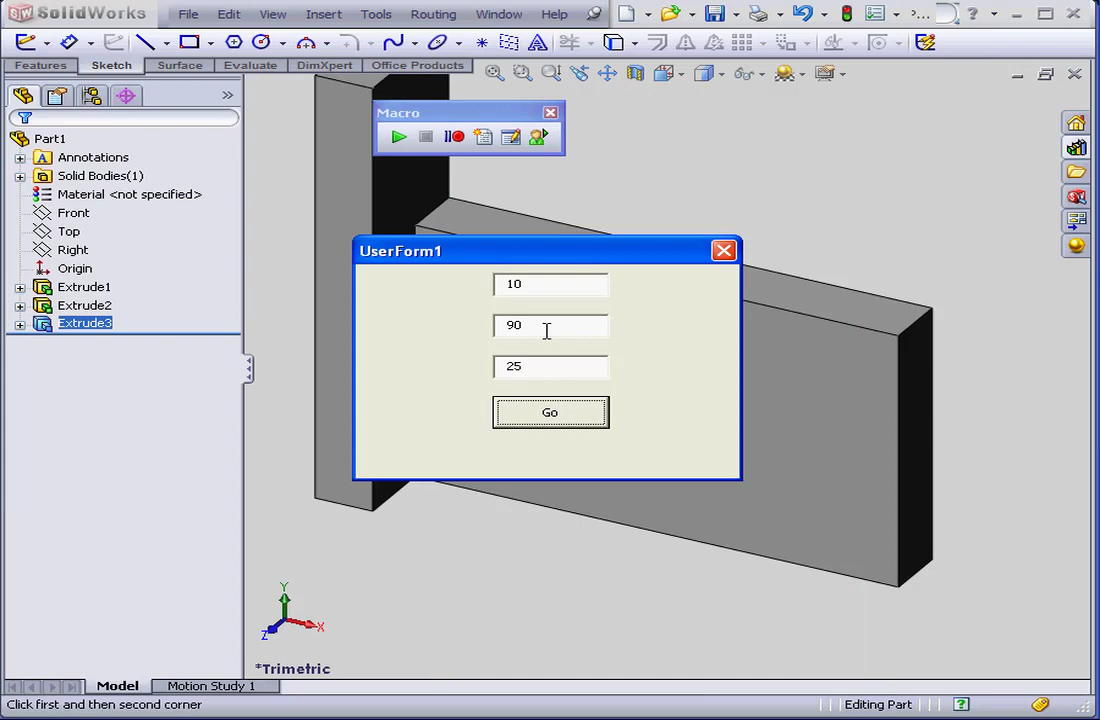 SolidWorks File Edit View Insert Tools Routing Window Help ... ?
Features Sketch Surface Evaluate DimXpert Office Products
Macro
Part1
Annotations
Solid Bodies(1)
Material <not specified>
Front
Top
Right
Origin
Extrude1
Extrude2
Extrude3
UserForm1
10
90
25
Go
Y
X
Z
*Trimetric
Model Motion Study 1
Click first and then second corner Editing Part ?